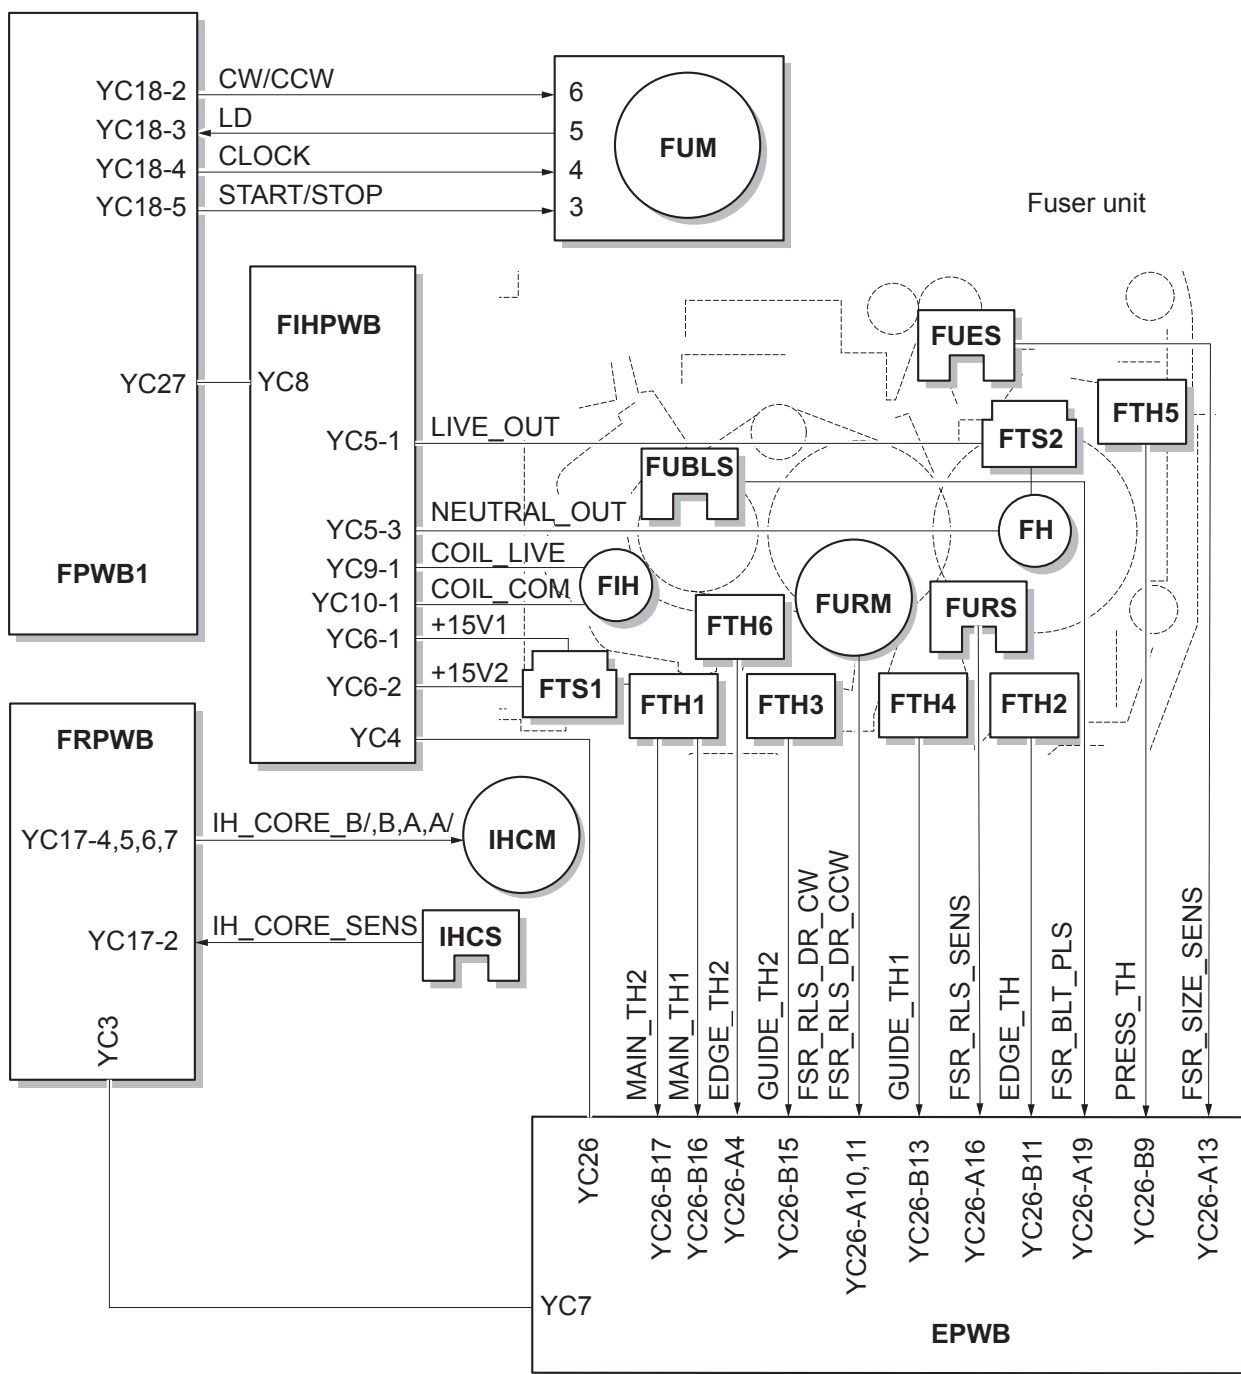 YC18-2
CW/CCW
6
YC18-3
LD
5
YC18-4
CLOCK
4
YC18-5
START/STOP
3
FUM
Fuser unit
FIHPWB
FUES
YC27
YC8
FTH5
YC5-1
LIVE_OUT
FTS2
FUBLS
YC5-3
NEUTRAL_OUT
FH
FPWB1
YC9-1
COIL_LIVE
FIH
YC10-1
COIL_COM
FURM
FURS
YC6-1
+15V1
FTH6
YC6-2
+15V2
FTS1
FTH1
FTH3
FTH4
FTH2
FRPWB
YC4
YC17-4,5,6,7
IH_CORE_B/,B,A,A/
IHCM
YC17-2
IH_CORE_SENS
IHCS
YC3
MAIN_TH2
MAIN_TH1
EDGE_TH2
GUIDE_TH2
FSR_RLS_DR_CW
FSR_RLS_DR_CCW
GUIDE_TH1
FSR_RLS_SENS
EDGE_TH
FSR_BLT_PLS
PRESS_TH
FSR_SIZE_SENS
YC26
YC26-B17
YC26-B16
YC26-A4
YC26-B15
YC26-A10,11
YC26-B13
YC26-A16
YC26-B11
YC26-A19
YC26-B9
YC26-A13
YC7
EPWB